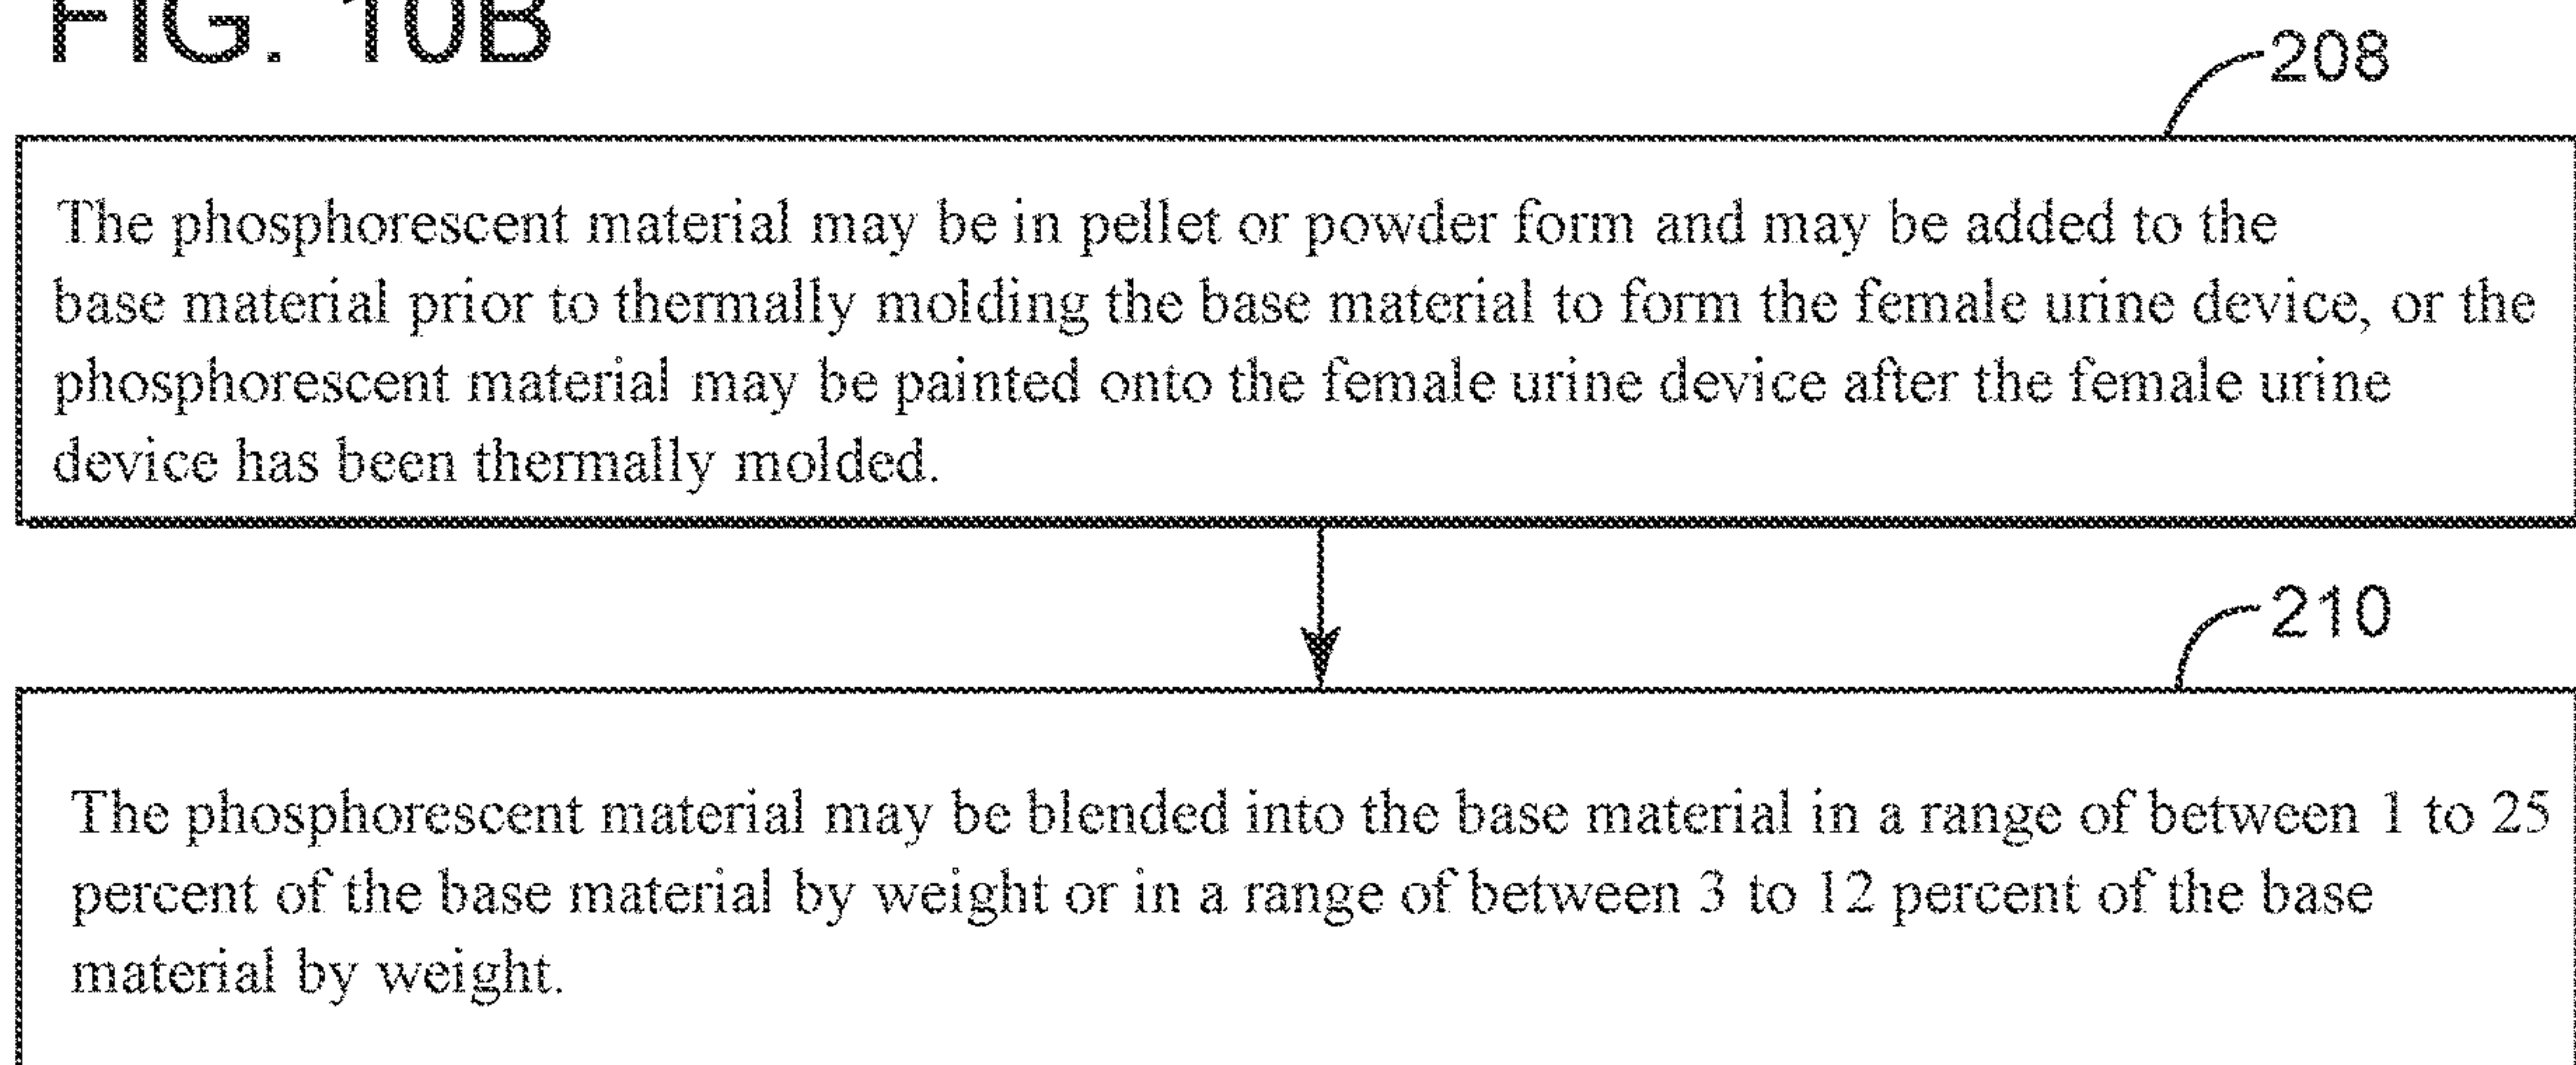 FIG. 10B
208
The phosphorescent material may be in pellet or powder form and may be added to the
base material prior to thermally molding the base material to form the female urine device, or the
phosphorescent material may be painted onto the female urine device after the female urine
device has been thermally molded.
210
The phosphorescent material may be blended into the base material in a range of between 1 to 25
percent of the base material by weight or in a range of between 3 to 12 percent of the base
material by weight.